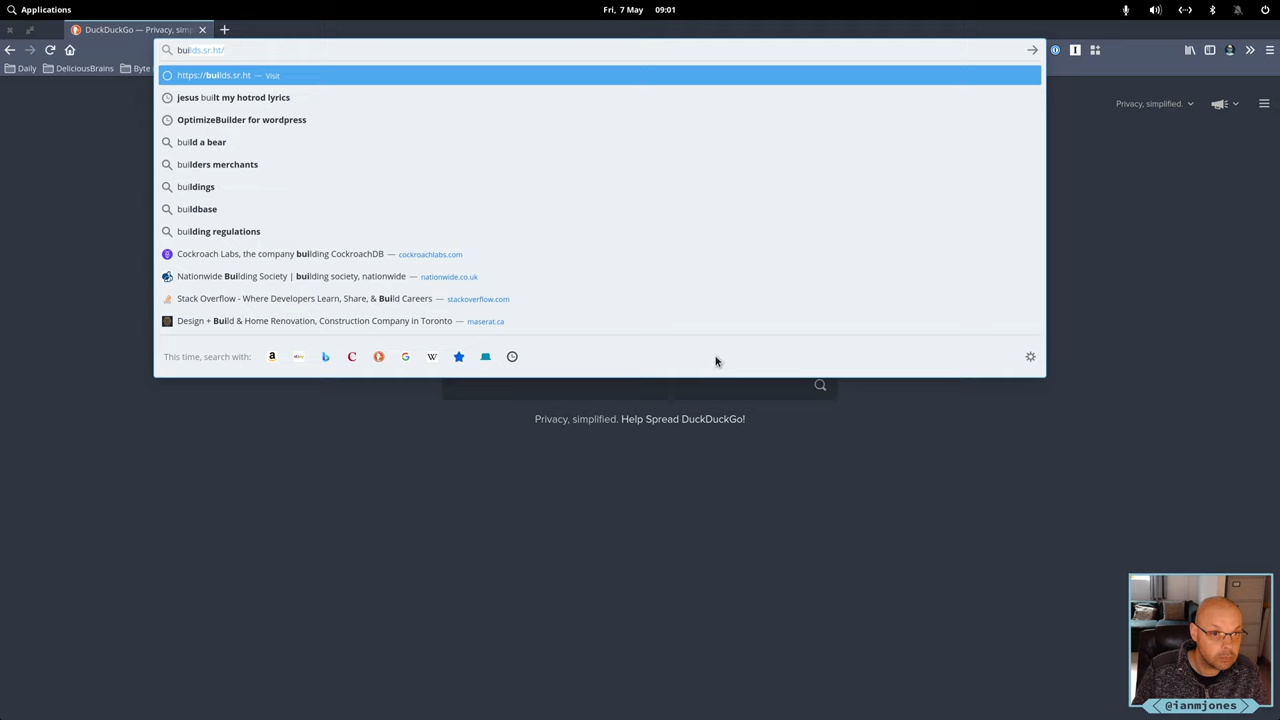 Applications
Fri, 7 May 09:01
DuckDuckGo — Privacy, simp
builds.sr.ht/
Daily
DeliciousBrains
Byte
https://builds.sr.ht — Visit
jesus built my hotrod lyrics
OptimizeBuilder for wordpress
build a bear
builders merchants
buildings
buildbase
building regulations
Cockroach Labs, the company building CockroachDB — cockroachlabs.com
Nationwide Building Society | building society, nationwide — nationwide.co.uk
Stack Overflow - Where Developers Learn, Share, & Build Careers — stackoverflow.com
Design + Build & Home Renovation, Construction Company in Toronto — maserat.ca
This time, search with:
Privacy, simplified.
Privacy, simplified. Help Spread DuckDuckGo!
@ianmjones